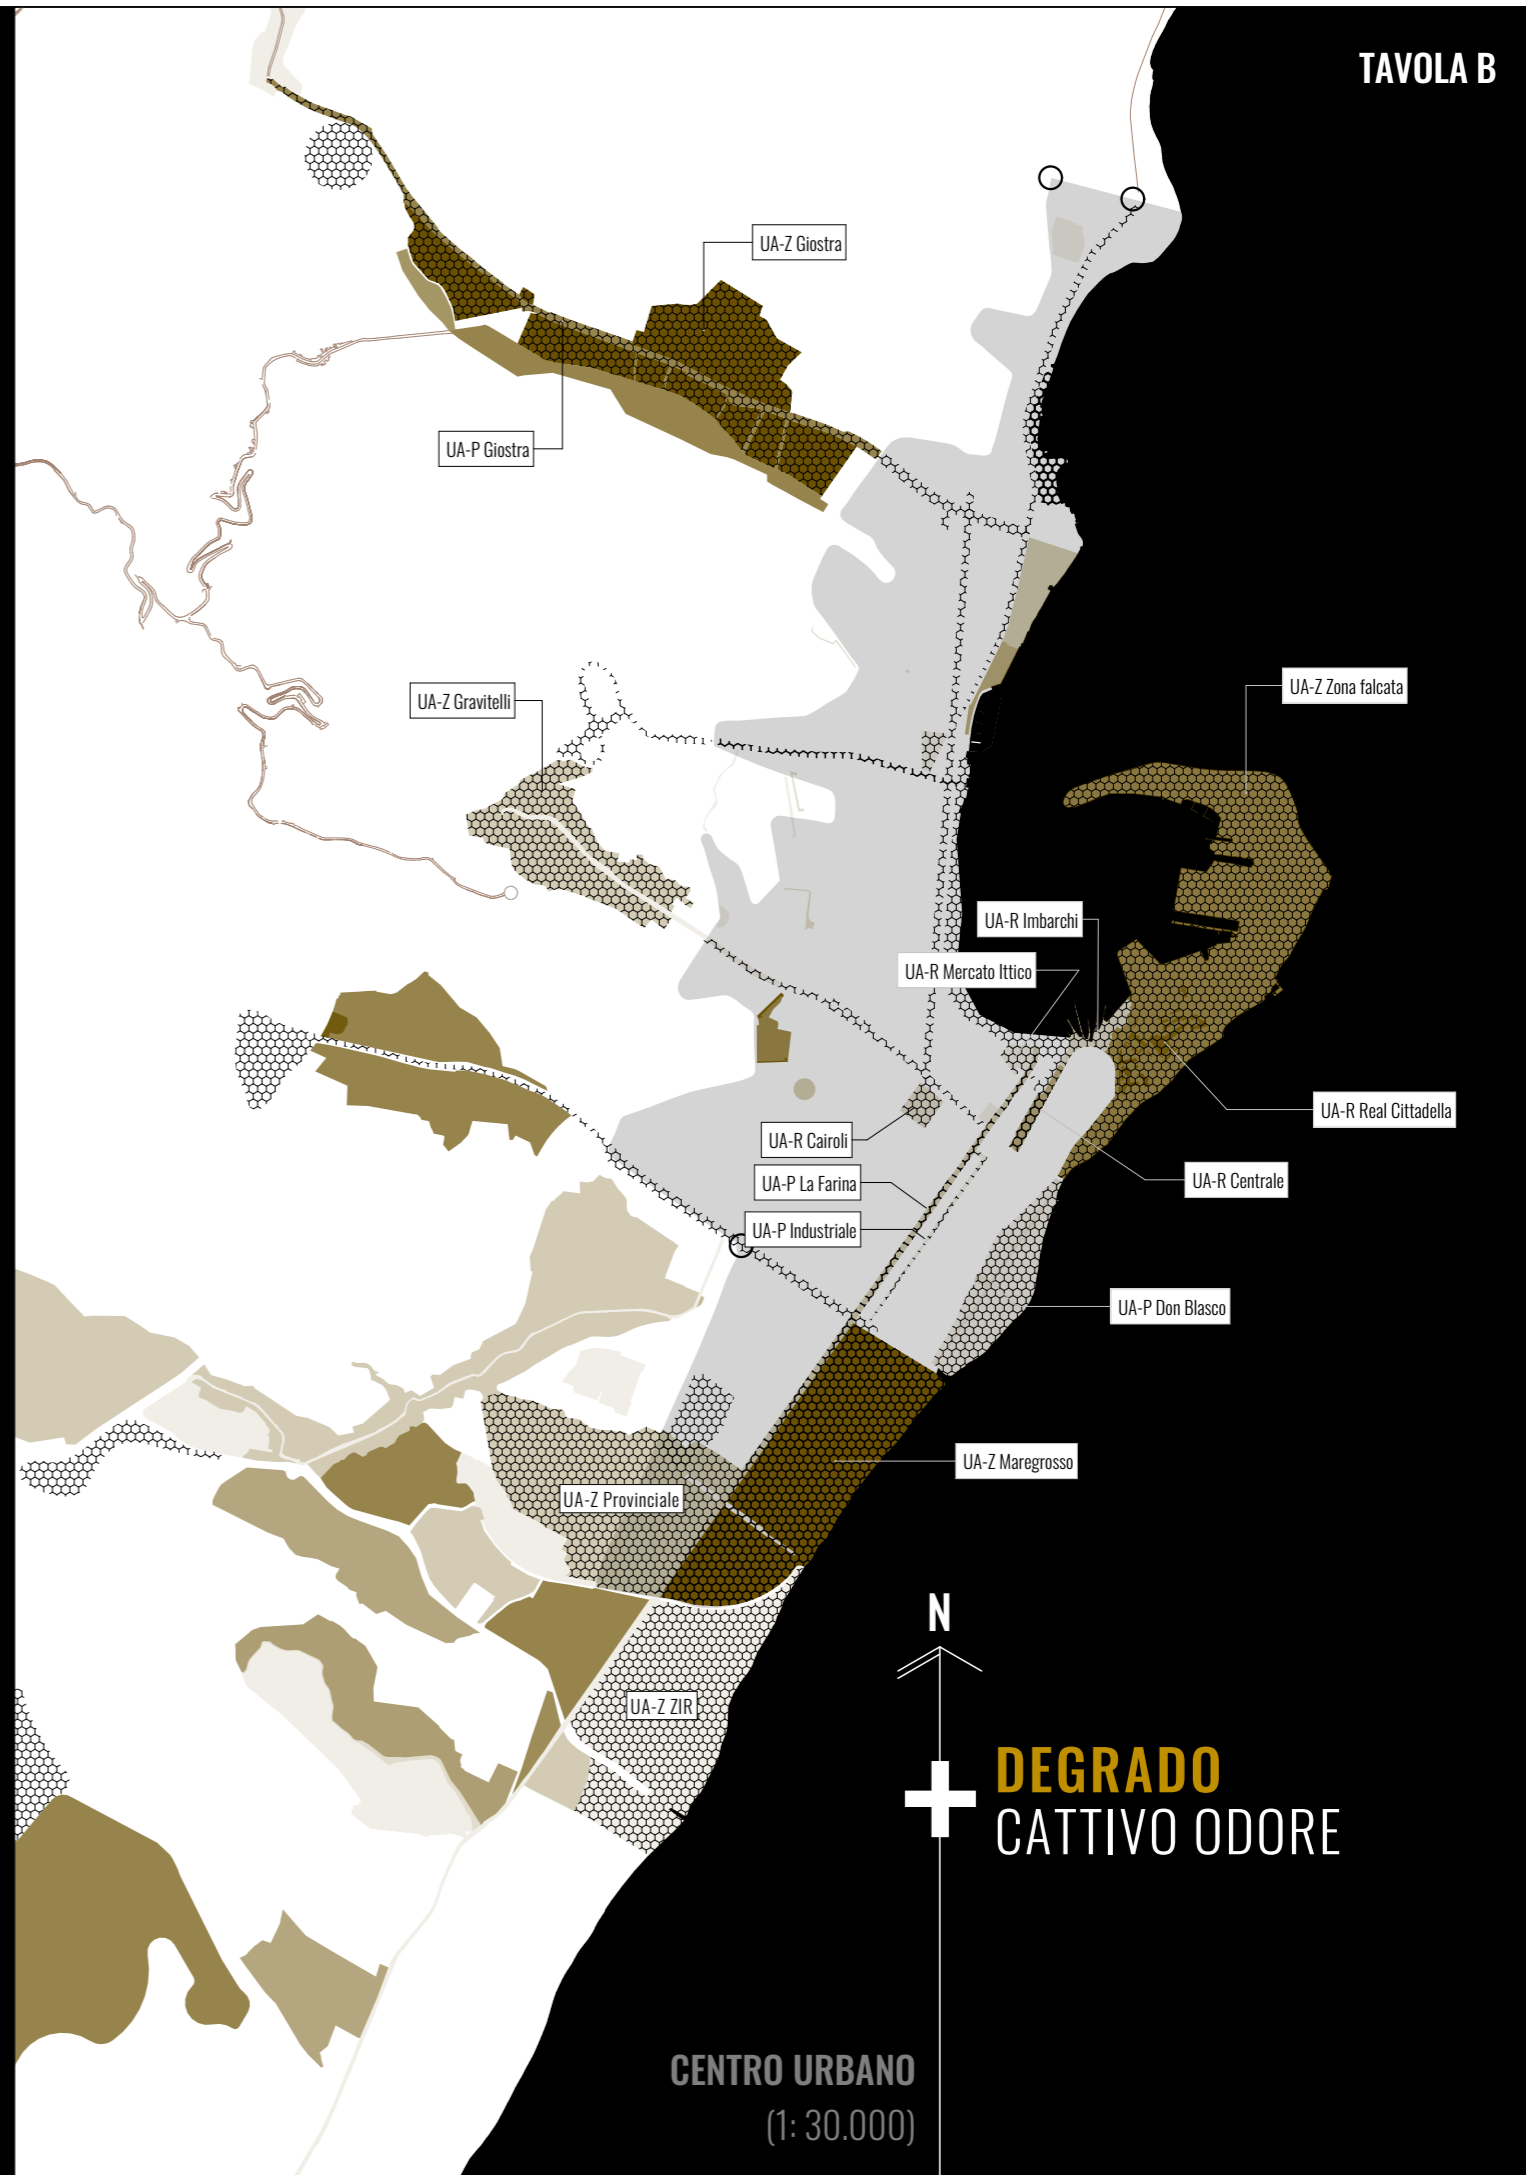 TAVOLA B
UA-Z Giostra
UA-P Giostra
UA-Z Gravitelli
UA-Z Zona falcata
UA-R Imbarchi
UA-R Mercato Ittico
UA-R Real Cittadella
UA-R Cairoli
UA-R Centrale
UA-P La Farina
UA-P Industriale
UA-P Don Blasco
UA-Z Maregrosso
UA-Z Provinciale
N
UA-Z ZIR
DEGRADO
CATTIVO ODORE
CENTRO URBANO
(1: 30.000)